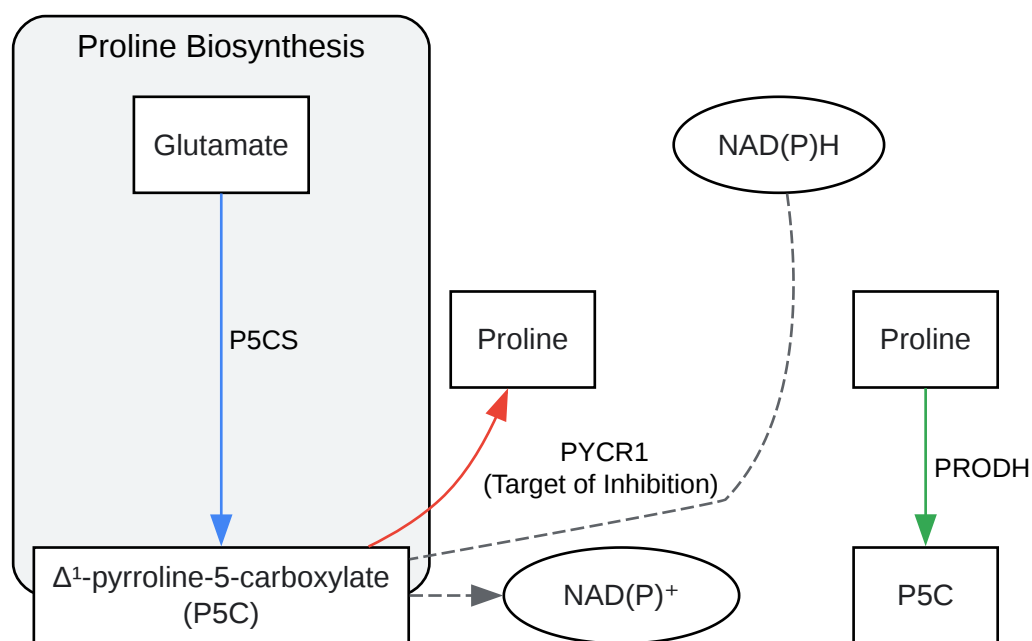 Proline Biosynthesis
Glutamate
NAD(P)H
P5CS
Proline
Proline
PYCR1
(Target of Inhibition)
PRODH
Δ¹-pyrroline-5-carboxylate
(P5C)
NAD(P)⁺
P5C